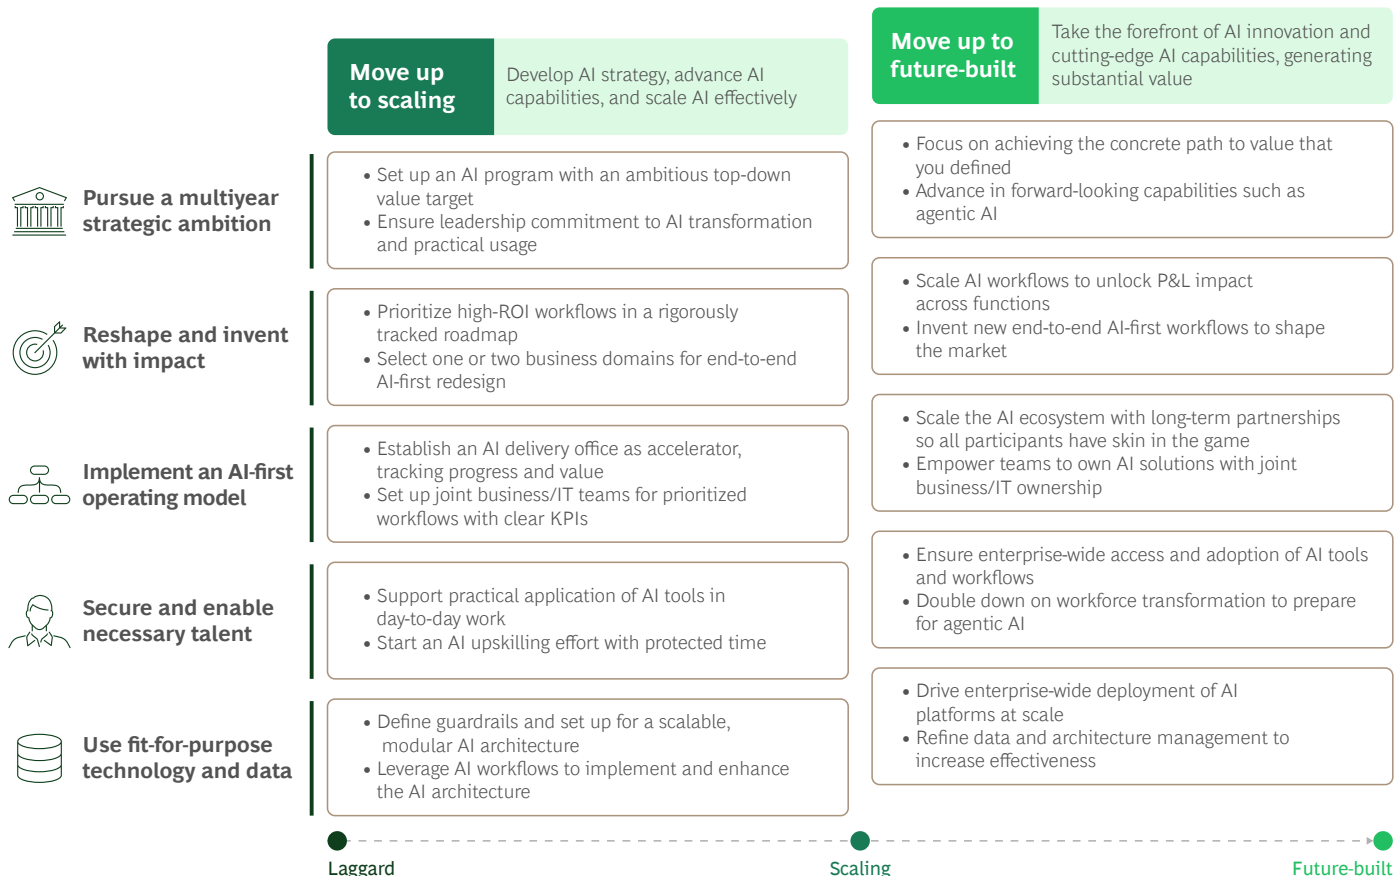 Move up
to scaling
Develop AI strategy, advance AI
capabilities, and scale AI effectively
Move up to
future-built
Take the forefront of AI innovation and
cutting-edge AI capabilities, generating
substantial value
Pursue a multiyear
strategic ambition
• Set up an AI program with an ambitious top-down
value target
• Ensure leadership commitment to AI transformation
and practical usage
• Focus on achieving the concrete path to value that
you defined
• Advance in forward-looking capabilities such as
agentic AI
Reshape and invent
with impact
• Prioritize high-ROI workflows in a rigorously
tracked roadmap
• Select one or two business domains for end-to-end
AI-first redesign
• Scale AI workflows to unlock P&L impact
across functions
• Invent new end-to-end AI-first workflows to shape
the market
Implement an AI-first
operating model
• Establish an AI delivery office as accelerator,
tracking progress and value
• Set up joint business/IT teams for prioritized
workflows with clear KPIs
• Scale the AI ecosystem with long-term partnerships
so all participants have skin in the game
• Empower teams to own AI solutions with joint
business/IT ownership
Secure and enable
necessary talent
• Support practical application of AI tools in
day-to-day work
• Start an AI upskilling effort with protected time
• Ensure enterprise-wide access and adoption of AI tools
and workflows
• Double down on workforce transformation to prepare
for agentic AI
Use fit-for-purpose
technology and data
• Define guardrails and set up for a scalable,
modular AI architecture
• Leverage AI workflows to implement and enhance
the AI architecture
• Drive enterprise-wide deployment of AI
platforms at scale
• Refine data and architecture management to
increase effectiveness
Laggard
Scaling
Future-built